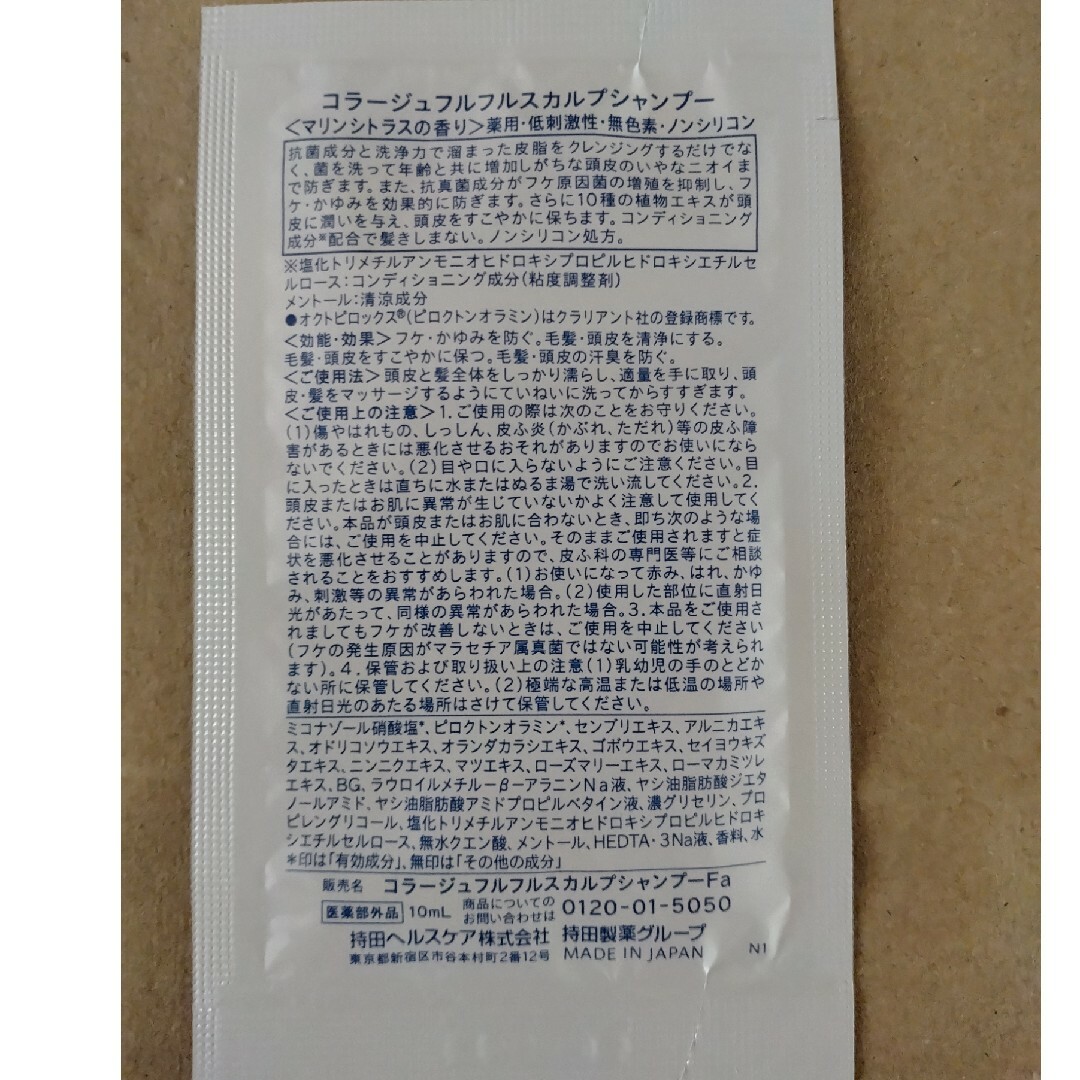 コラージュフルフルスカルプシャンプー
〈マリンシトラスの香り〉薬用・低刺激性・無色素・ノンシリコン
抗菌成分と洗浄力で溜まった皮脂をクレンジングするだけでな
く、菌を洗って年齢と共に増加しがちな頭皮のいやなニオイま
で防ぎます。また、抗真菌成分がフケ原因菌の増殖を抑制し、フ
ケ・かゆみを効果的に防ぎます。さらに10種の植物エキスが頭
皮に潤いを与え、頭皮をすこやかに保ちます。コンディショニング
成分※配合で髪きしまない。ノンシリコン処方。
※塩化トリメチルアンモニオヒドロキシプロピルヒドロキシエチルセ
ルロース：コンディショニング成分（粘度調整剤）
メントール：清涼成分
●オクトピロックス®（ピロクトンオラミン）はクラリアント社の登録商標です。
〈効能・効果〉フケ・かゆみを防ぐ。毛髪・頭皮を清浄にする。
毛髪・頭皮をすこやかに保つ。毛髪・頭皮の汗臭を防ぐ。
〈ご使用法〉頭皮と髪全体をしっかり濡らし、適量を手に取り、頭
皮・髪をマッサージするようにていねいに洗ってからすすぎます。
〈ご使用上の注意〉1.ご使用の際は次のことをお守りください。
(1)傷やはれもの、しっしん、皮ふ炎(かぶれ、ただれ)等の皮ふ障
害があるときには悪化させるおそれがありますのでお使いになら
ないでください。(2)目や口に入らないようにご注意ください。目
に入ったときは直ちに水またはぬるま湯で洗い流してください。2.
頭皮またはお肌に異常が生じていないかよく注意して使用してく
ださい。本品が頭皮またはお肌に合わないとき、即ち次のような場
合には、ご使用を中止してください。そのままご使用されますと症
状を悪化させることがありますので、皮ふ科の専門医等にご相談
されることをおすすめします。(1)お使いになって赤み、はれ、かゆ
み、刺激等の異常があらわれた場合。(2)使用した部位に直射日
光があたって、同様の異常があらわれた場合。3.本品をご使用さ
れましてもフケが改善しないときは、ご使用を中止してください
(フケの発生原因がマラセチア属真菌ではない可能性が考えられ
ます)。4.保管および取り扱い上の注意(1)乳幼児の手のとどか
ない所に保管してください。(2)極端な高温または低温の場所や
直射日光のあたる場所はさけて保管してください。
ミコナゾール硝酸塩*、ピロクトンオラミン*、センブリエキス、アルニカエキ
ス、オドリコソウエキス、オランダカラシエキス、ゴボウエキス、セイヨウキズ
タエキス、ニンニクエキス、マツエキス、ローズマリーエキス、ローマカミツレ
エキス、BG、ラウロイルメチル－β－アラニンNa液、ヤシ油脂肪酸ジエタ
ノールアミド、ヤシ油脂肪酸アミドプロピルベタイン液、濃グリセリン、プロ
ピレングリコール、塩化トリメチルアンモニオヒドロキシプロピルヒドロキ
シエチルセルロース、無水クエン酸、メントール、HEDTA・3Na液、香料、水
*印は「有効成分」、無印は「その他の成分」
販売名 コラージュフルフルスカルプシャンプーFa
医薬部外品 10mL 商品についての
お問い合わせは 0120-01-5050
持田ヘルスケア株式会社 持田製薬グループ
東京都新宿区市谷本村町2番12号 MADE IN JAPAN N1